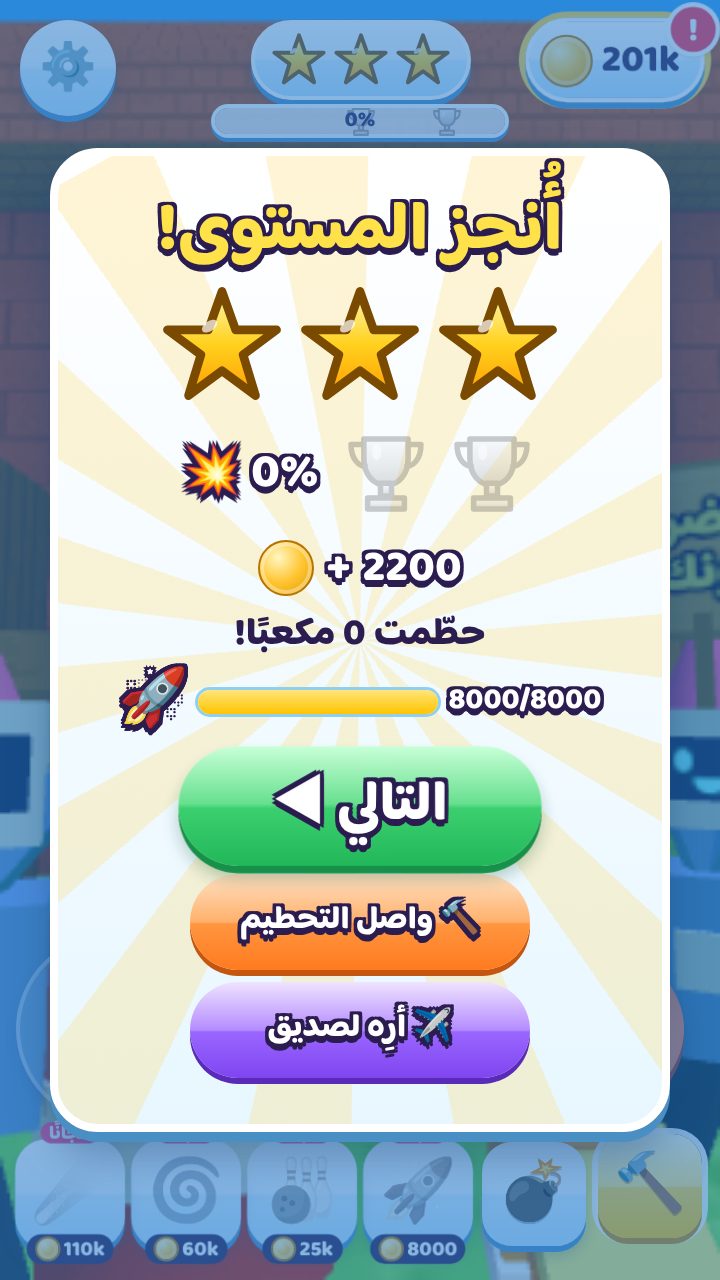 201k
!
0%
أُنجز المستوى!
0%
+ 2200
حطّمت 0 مكعبًا!
8000/8000
التالي
واصل التحطيم
أَرِه لصديق
110k
60k
25k
8000